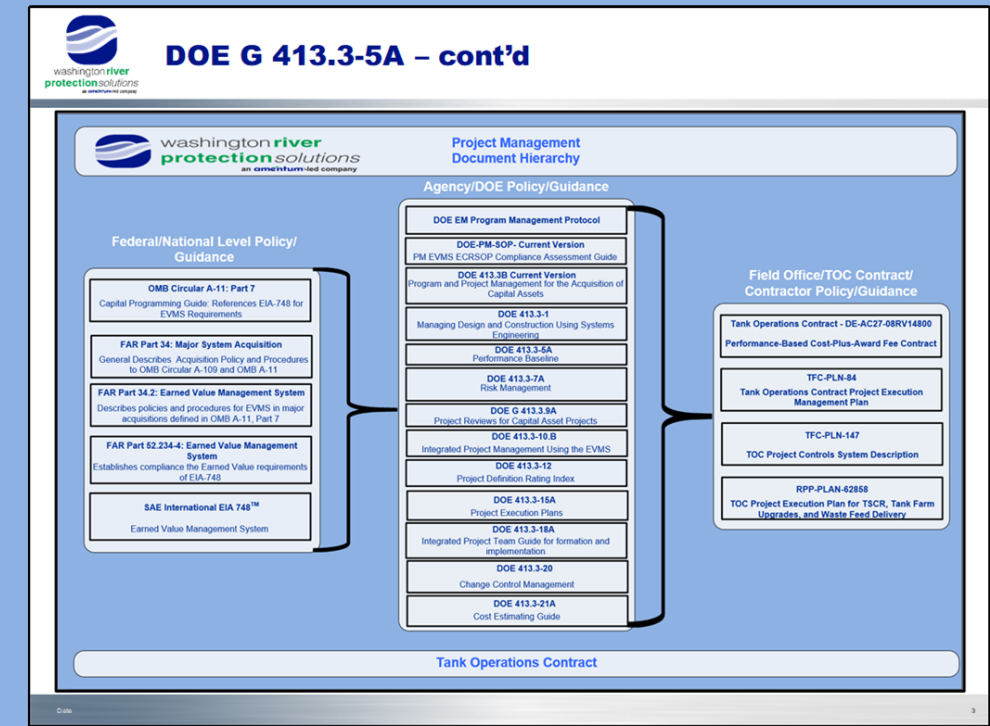 washington river
protection solutions
an amentum-led company
DOE G 413.3-5A – cont'd
washington river
protection solutions
an amentum-led company
Project Management
Document Hierarchy
Federal/National Level Policy/
Guidance
OMB Circular A-11: Part 7
Capital Programming Guide: References EIA-748 for
EVMS Requirements
FAR Part 34: Major System Acquisition
General Describes Acquisition Policy and Procedures
to OMB Circular A-109 and OMB A-11
FAR Part 34.2: Earned Value Management System
Describes policies and procedures for EVMS in major
acquisitions defined in OMB A-11, Part 7
FAR Part 52.234-4: Earned Value Management
System
Establishes compliance the Earned Value requirements
of EIA-748
SAE International EIA 748™
Earned Value Management System
Agency/DOE Policy/Guidance
DOE EM Program Management Protocol
DOE-PM-SOP- Current Version
PM EVMS ECRSOP Compliance Assessment Guide
DOE 413.3B Current Version
Program and Project Management for the Acquisition of
Capital Assets
DOE 413.3-1
Managing Design and Construction Using Systems
Engineering
DOE 413.3-5A
Performance Baseline
DOE 413.3-7A
Risk Management
DOE G 413.3.9A
Project Reviews for Capital Asset Projects
DOE 413.3-10.B
Integrated Project Management Using the EVMS
DOE 413.3-12
Project Definition Rating Index
DOE 413.3-15A
Project Execution Plans
DOE 413.3-18A
Integrated Project Team Guide for formation and
implementation
DOE 413.3-20
Change Control Management
DOE 413.3-21A
Cost Estimating Guide
Field Office/TOC Contract/
Contractor Policy/Guidance
Tank Operations Contract - DE-AC27-08RV14800
Performance-Based Cost-Plus-Award Fee Contract
TFC-PLN-84
Tank Operations Contract Project Execution
Management Plan
TFC-PLN-147
TOC Project Controls System Description
RPP-PLAN-62858
TOC Project Execution Plan for TSCR, Tank Farm
Upgrades, and Waste Feed Delivery
Tank Operations Contract
Date
3